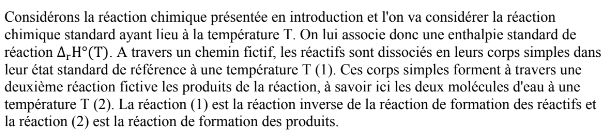 Considérons la réaction chimique présentée en introduction et l'on va considérer la réaction
chimique standard ayant lieu à la température T. On lui associe donc une enthalpie standard de
réaction ΔᵣH°(T). A travers un chemin fictif, les réactifs sont dissociés en leurs corps simples dans
leur état standard de référence à une température T (1). Ces corps simples forment à travers une
deuxième réaction fictive les produits de la réaction, à savoir ici les deux molécules d'eau à une
température T (2). La réaction (1) est la réaction inverse de la réaction de formation des réactifs et
la réaction (2) est la réaction de formation des produits.